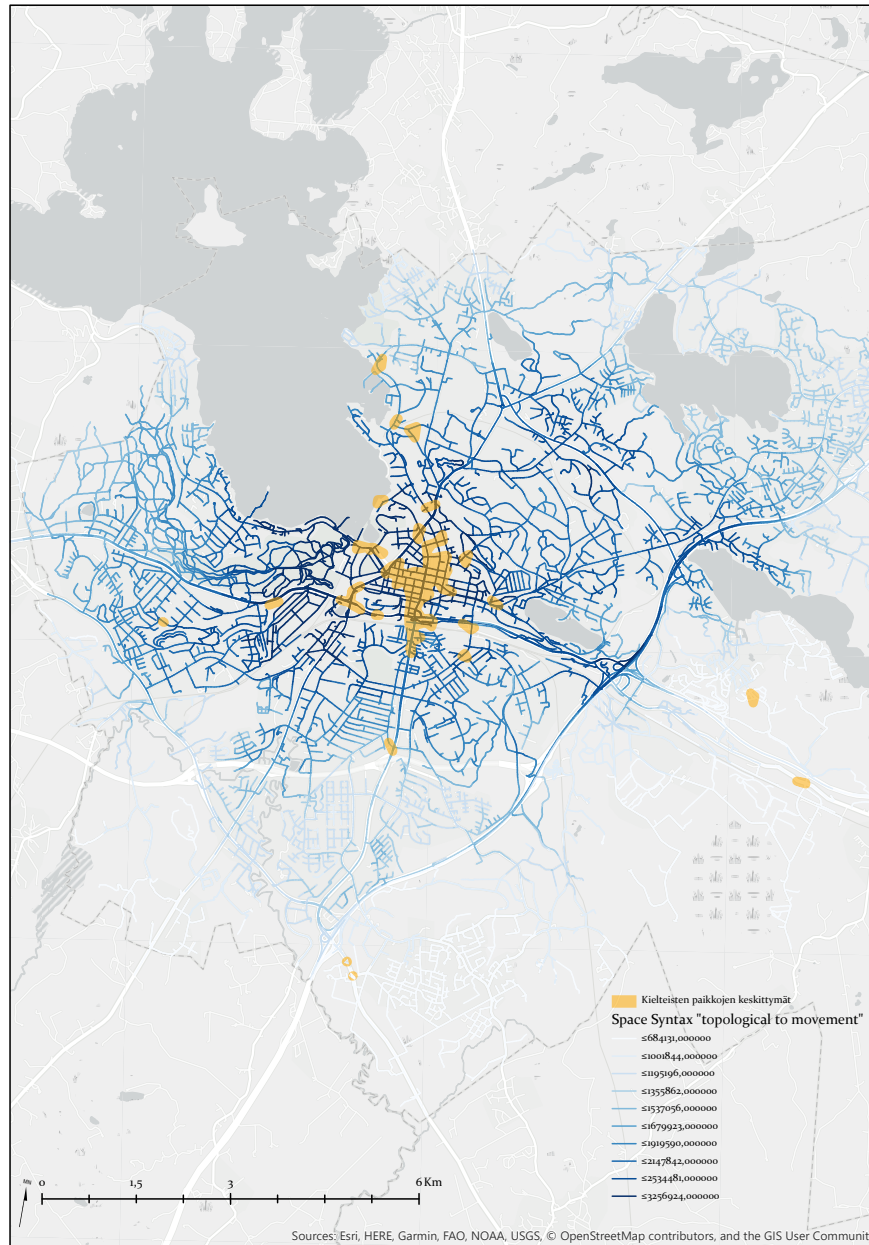 Kielteisten paikkojen keskittymät
Space Syntax "topological to movement"
≤684131,000000
≤1001844,000000
≤1195196,000000
≤1355862,000000
≤1537056,000000
≤1679923,000000
≤1919590,000000
≤2147842,000000
≤2534481,000000
≤3256924,000000
MN
0 1,5 3 6 Km
Sources: Esri, HERE, Garmin, FAO, NOAA, USGS, © OpenStreetMap contributors, and the GIS User Communit